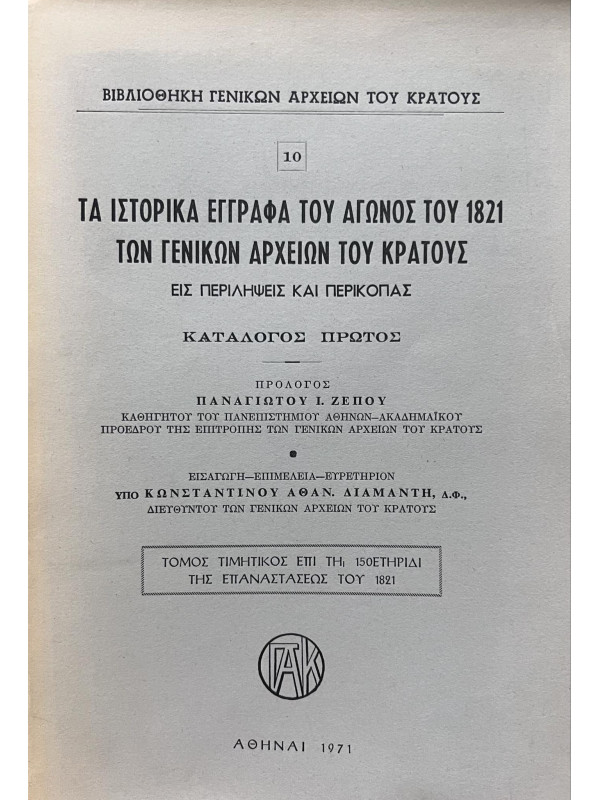 ΒΙΒΛΙΟΘΗΚΗ ΓΕΝΙΚΩΝ ΑΡΧΕΙΩΝ ΤΟΥ ΚΡΑΤΟΥΣ
10
ΤΑ ΙΣΤΟΡΙΚΑ ΕΓΓΡΑΦΑ ΤΟΥ ΑΓΩΝΟΣ ΤΟΥ 1821
ΤΩΝ ΓΕΝΙΚΩΝ ΑΡΧΕΙΩΝ ΤΟΥ ΚΡΑΤΟΥΣ
ΕΙΣ ΠΕΡΙΛΗΨΕΙΣ ΚΑΙ ΠΕΡΙΚΟΠΑΣ
ΚΑΤΑΛΟΓΟΣ ΠΡΩΤΟΣ
ΠΡΟΛΟΓΟΣ
ΠΑΝΑΓΙΩΤΟΥ Ι. ΖΕΠΟΥ
ΚΑΘΗΓΗΤΟΥ ΤΟΥ ΠΑΝΕΠΙΣΤΗΜΙΟΥ ΑΘΗΝΩΝ—ΑΚΑΔΗΜΑΪΚΟΥ
ΠΡΟΕΔΡΟΥ ΤΗΣ ΕΠΙΤΡΟΠΗΣ ΤΩΝ ΓΕΝΙΚΩΝ ΑΡΧΕΙΩΝ ΤΟΥ ΚΡΑΤΟΥΣ
ΕΙΣΑΓΩΓΗ—ΕΠΙΜΕΛΕΙΑ—ΕΥΡΕΤΗΡΙΟΝ
ΥΠΟ ΚΩΝΣΤΑΝΤΙΝΟΥ ΑΘΑΝ. ΔΙΑΜΑΝΤΗ, Δ.Φ.,
ΔΙΕΥΘΥΝΤΟΥ ΤΩΝ ΓΕΝΙΚΩΝ ΑΡΧΕΙΩΝ ΤΟΥ ΚΡΑΤΟΥΣ
ΤΟΜΟΣ ΤΙΜΗΤΙΚΟΣ ΕΠΙ ΤΗι 150ΕΤΗΡΙΔΙ
ΤΗΣ ΕΠΑΝΑΣΤΑΣΕΩΣ ΤΟΥ 1821
ΓΑΚ
ΑΘΗΝΑΙ 1971